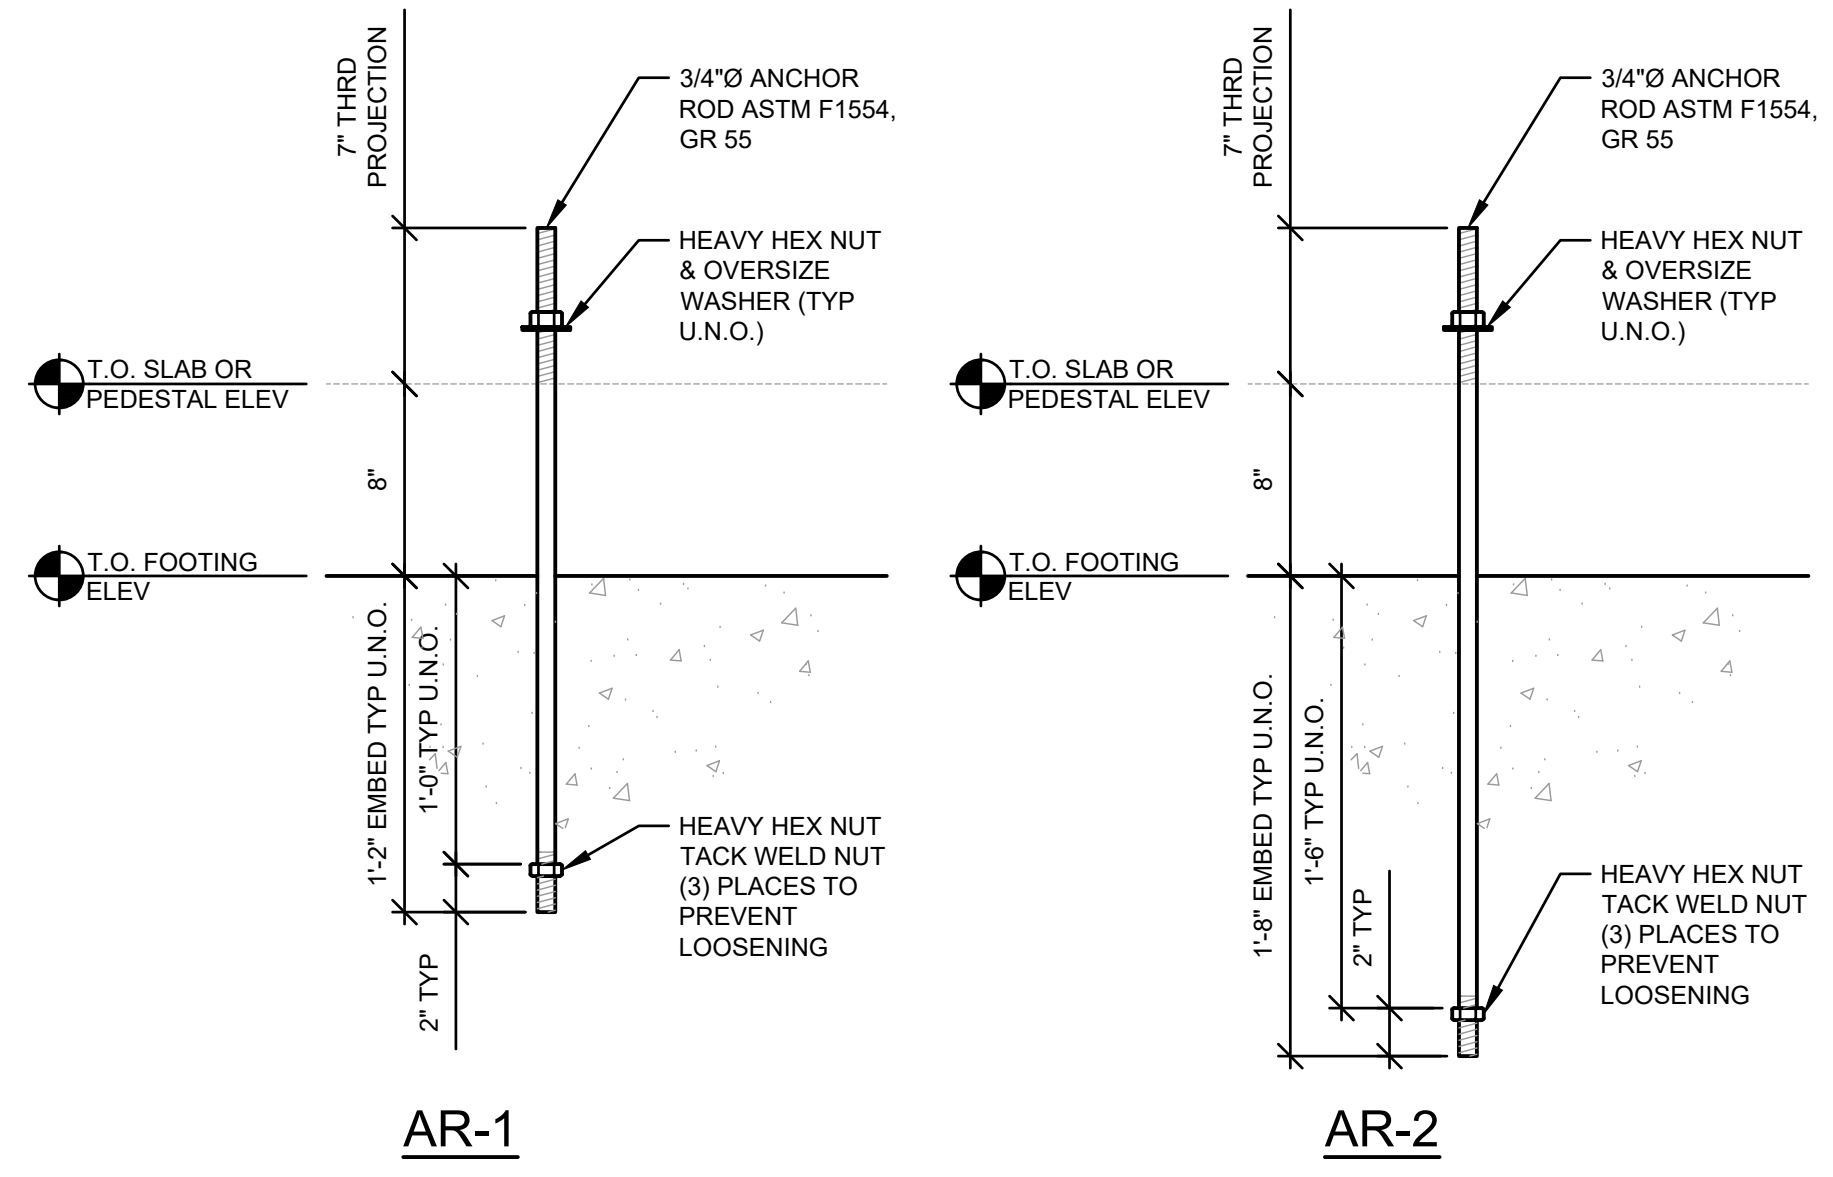 7" THRD
PROJECTION
3/4"Ø ANCHOR
ROD ASTM F1554,
GR 55
HEAVY HEX NUT
& OVERSIZE
WASHER (TYP
U.N.O.)
T.O. SLAB OR
PEDESTAL ELEV
8"
T.O. FOOTING
ELEV
1'-2" EMBED TYP U.N.O.
1'-0" TYP U.N.O.
HEAVY HEX NUT
TACK WELD NUT
(3) PLACES TO
PREVENT
LOOSENING
2" TYP
AR-1
7" THRD
PROJECTION
3/4"Ø ANCHOR
ROD ASTM F1554,
GR 55
HEAVY HEX NUT
& OVERSIZE
WASHER (TYP
U.N.O.)
T.O. SLAB OR
PEDESTAL ELEV
8"
T.O. FOOTING
ELEV
1'-8" EMBED TYP U.N.O.
1'-6" TYP U.N.O.
2" TYP
HEAVY HEX NUT
TACK WELD NUT
(3) PLACES TO
PREVENT
LOOSENING
AR-2